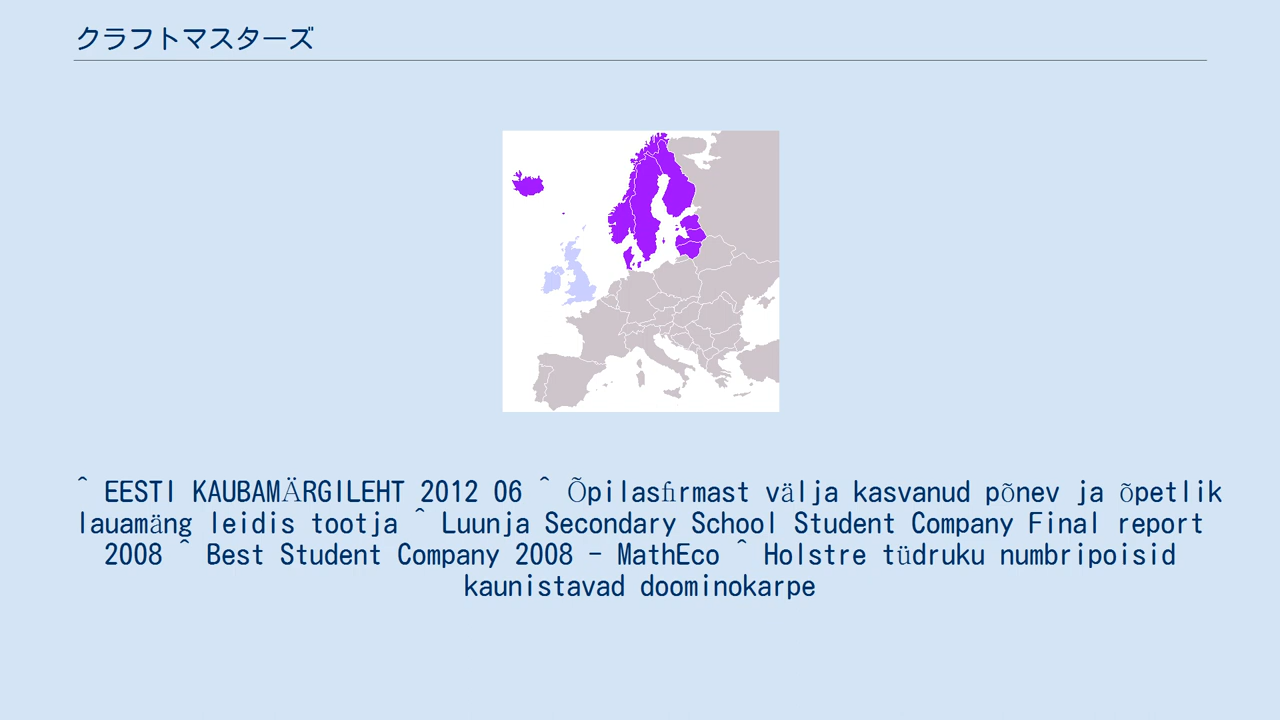 クラフトマスターズ
^ EESTI KAUBAMÄRGILEHT 2012 06 ^ Õpilasfirmast välja kasvanud põnev ja õpetlik
lauamäng leidis tootja ^ Luunja Secondary School Student Company Final report
2008 ^ Best Student Company 2008 - MathEco ^ Holstre tüdruku numbripoisid
kaunistavad doominokarpe